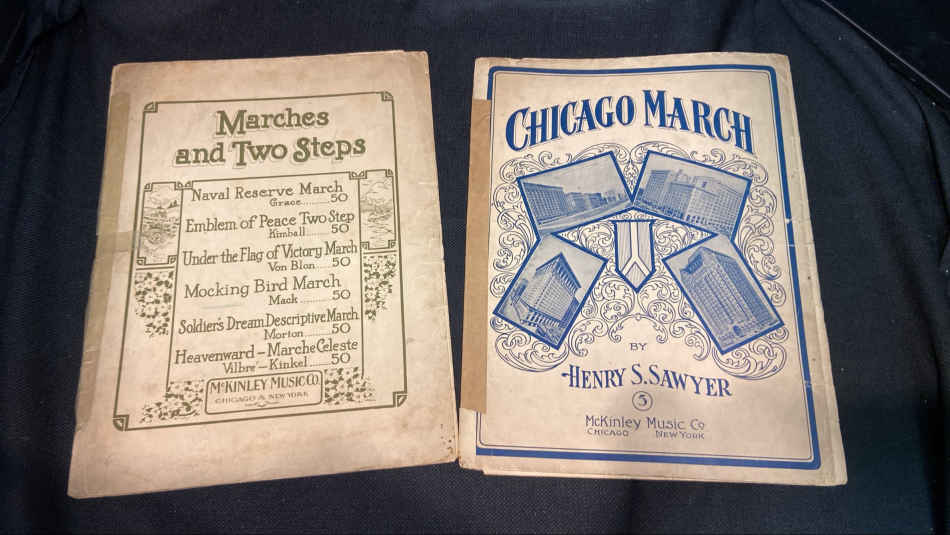 Marches
and Two Steps
Naval Reserve March
Grace..........50
Emblem of Peace Two Step
Kimball..........50
Under the Flag of Victory March
Von Blon......50
Mocking Bird March
Mack..........50
Soldier's Dream Descriptive March
Morton..........50
Heavenward – Marche Celeste
Vilbre' – Kinkel......50
McKinley Music Co.
Chicago & New York
CHICAGO MARCH
BY
HENRY S. SAWYER
5
McKinley Music Co
Chicago New York